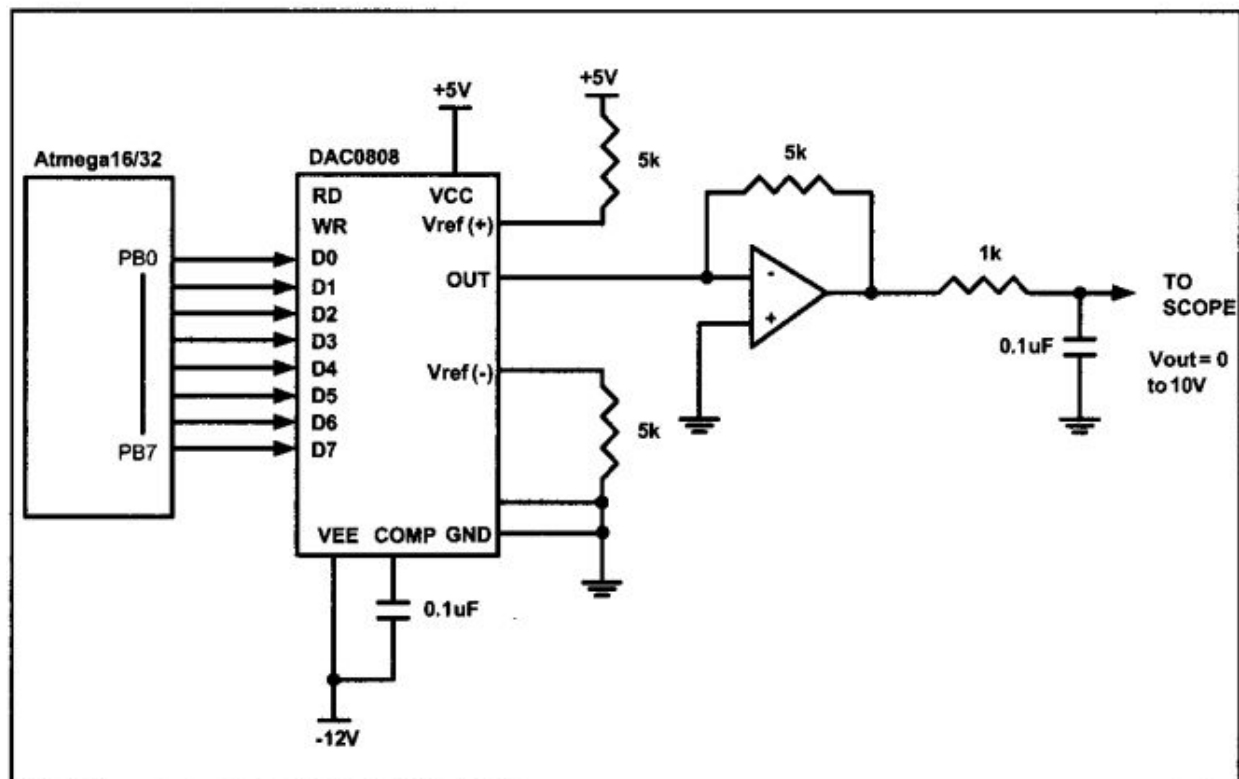 +5V
+5V
Atmega16/32
DAC0808
5k
5k
RD
VCC
WR
Vref (+)
1k
PB0
D0
D1
OUT
-
TO
SCOPE
D2
+
D3
0.1uF
Vout = 0
to 10V
D4
Vref (-)
D5
5k
D6
PB7
D7
VEE
COMP
GND
0.1uF
-12V